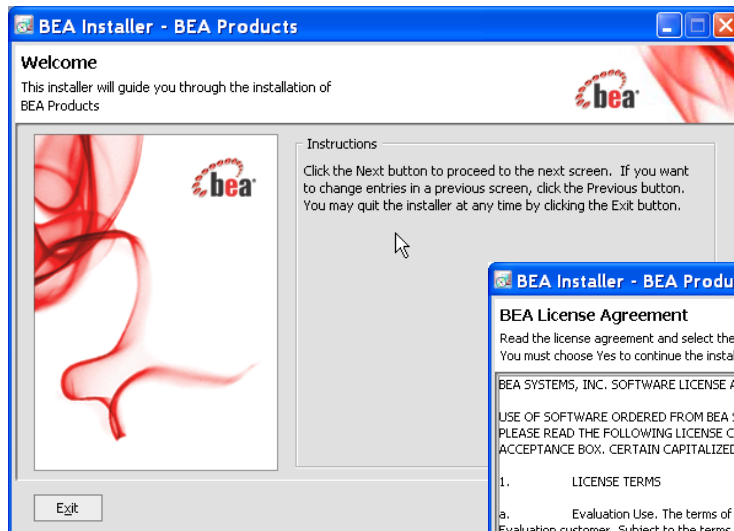 BEA Installer - BEA Products
Welcome
This installer will guide you through the installation of
BEA Products
bea
bea
Instructions
Click the Next button to proceed to the next screen. If you want
to change entries in a previous screen, click the Previous button.
You may quit the installer at any time by clicking the Exit button.
Exit
BEA Installer - BEA
BEA License Agreement
Read the license agreement and select the
You must choose Yes to continue the
BEA SYSTEMS, INC. SOFTWARE LICENSE
USE OF SOFTWARE ORDERED FROM BEA
PLEASE READ THE FOLLOWING LICENSE
ACCEPTANCE BOX. CERTAIN CAPITALIZED
1. LICENSE TERMS
a. Evaluation Use. The terms of
Evaluation customer. Subject to the terms